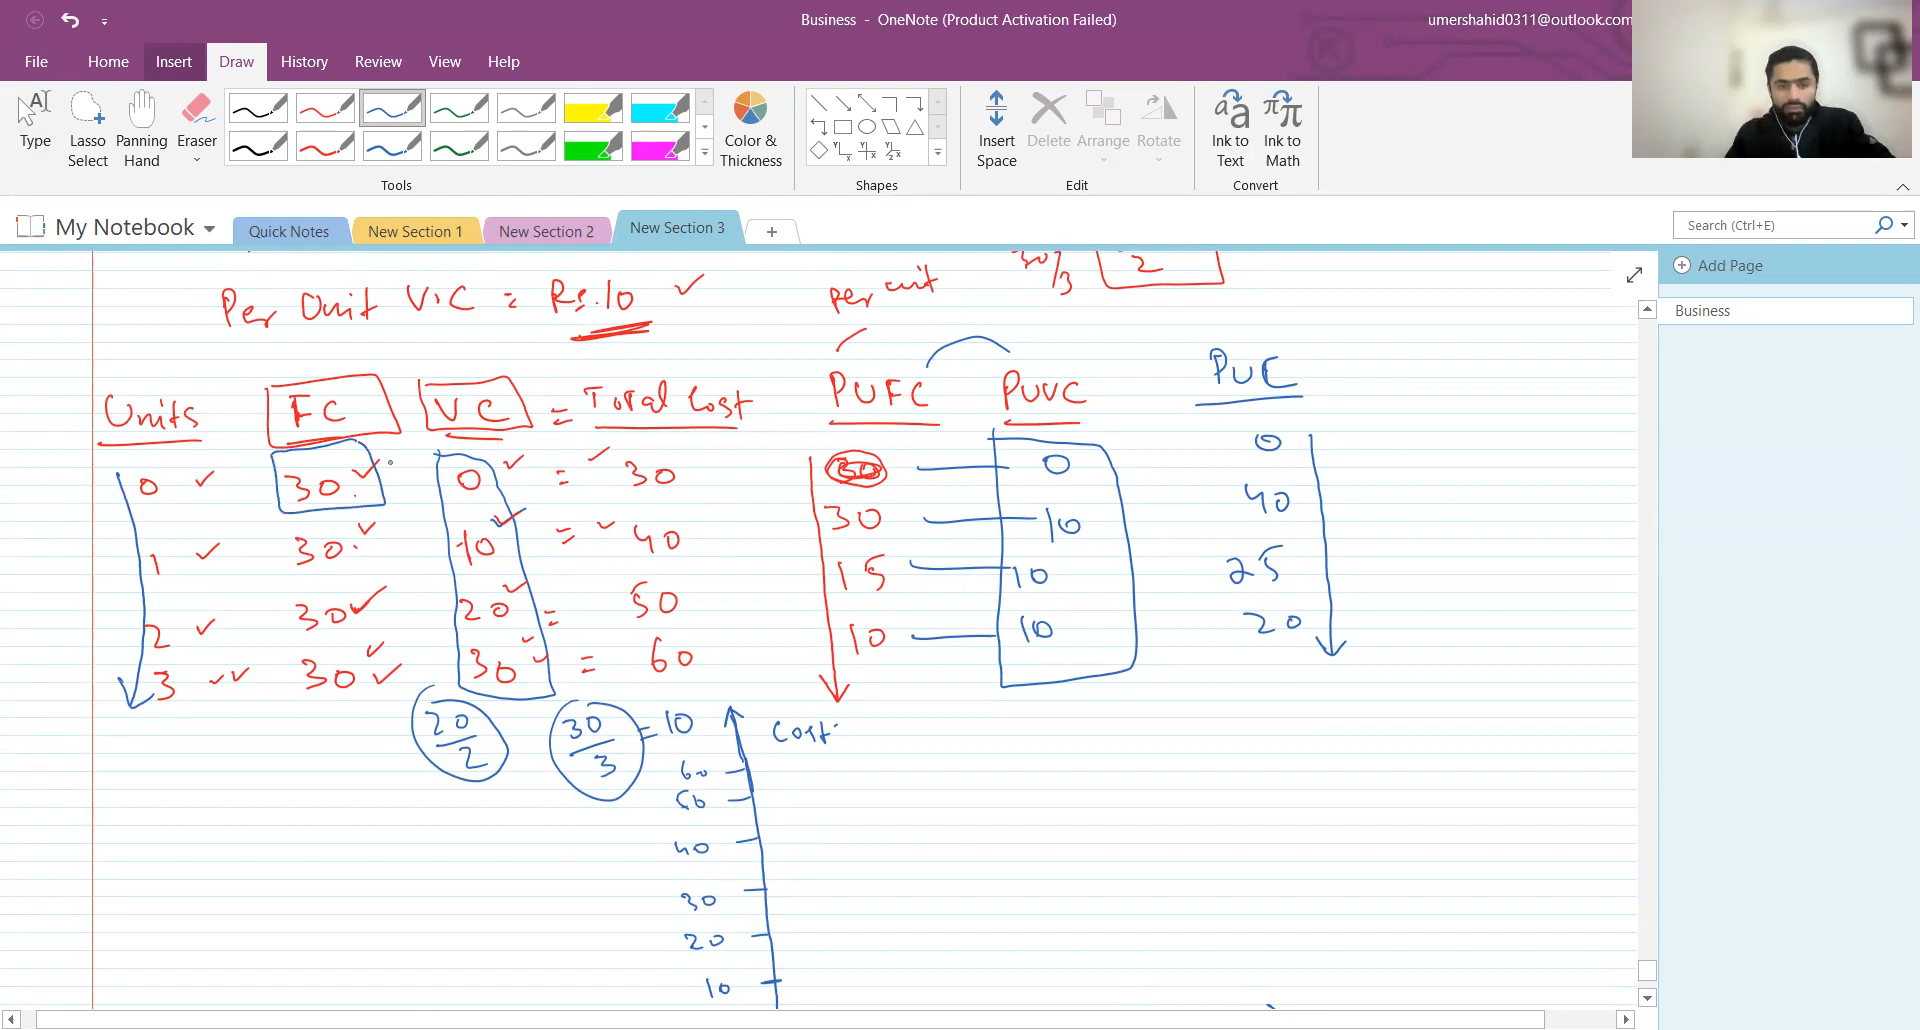 Business - OneNote (Product Activation Failed)
umershahid0311@outlook.com
File Home Insert Draw History Review View Help
Type
Lasso Select
Panning Hand
Eraser
Color & Thickness
Insert Space
Delete
Arrange
Rotate
Ink to Text
Ink to Math
Tools
Shapes
Edit
Convert
My Notebook
Quick Notes
New Section 1
New Section 2
New Section 3
Search (Ctrl+E)
Add Page
Business
30/3
2
Per Unit V.C = Rs.10 ✓
per unit
Units FC VC = Total Cost PUFC PUVC PUC
0 ✓ 30 ✓ 0 ✓ = ✓ 30 30 0 0
1 ✓ 30 ✓ 10 ✓ = ✓ 40 30 10 40
2 ✓ 30 ✓ 20 ✓ = 50 15 10 25
3 ✓✓ 30 ✓✓ 30 ✓✓ = 60 10 10 20
20/2 30/3 = 10
Cost
60
50
40
30
20
10